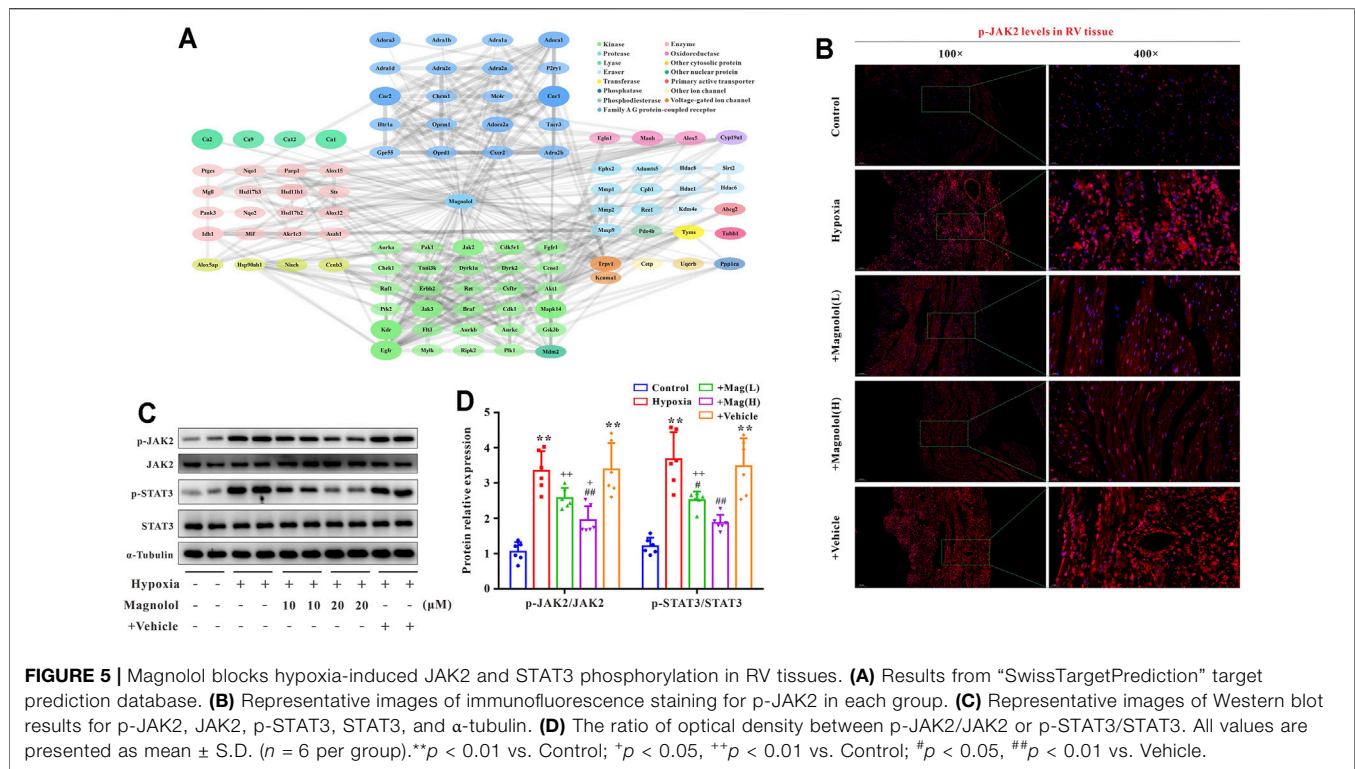 A
Adora3 Adra1b Adra1a Adora1
Adra1d Adra2c Adra2a P2ry1
Cnr2 Chrm1 Mc4r Cnr1
Htr1a Oprm1 Adora2a Tacr3
Gpr55 Oprd1 Cxcr2 Adra2b
Kinase Enzyme
Protease Oxidoreductase
Lyase Other cytosolic protein
Eraser Other nuclear protein
Transferase Primary active transporter
Phosphatase Other ion channel
Phosphodiesterase Voltage-gated ion channel
Family A G protein-coupled receptor
Ca2 Ca9 Ca12 Ca1
Egln1 Maob Alox5 Cyp19a1
Ptges Nqo1 Parp1 Alox15
Mgll Hsd17b3 Hsd11b1 Sts
Pank3 Nqo2 Hsd17b2 Alox12
Idh1 Mif Akr1c3 Asah1
Alox5ap Hsp90ab1 Nisch Ccnb3
Magnolol
Ephx2 Adamts5 Hdac8 Sirt2
Mmp1 Cpb1 Hdac1 Hdac6
Mmp2 Rce1 Kdm4e Abcg2
Mmp9 Pde4b Tyms Tubb1
Trpv1 Cetp Uqcrb Ppp1ca
Kcnma1
Aurka Pak1 Jak2 Cdk5r1 Fgfr1
Chek1 Tnni3k Dyrk1a Dyrk2 Ccne1
Raf1 Erbb2 Ret Csf1r Akt1
Ptk2 Jak3 Braf Cdk1 Mapk14
Kdr Flt3 Aurkb Aurkc Gsk3b
Egfr Mylk Ripk2 Plk1 Mdm2
B
p-JAK2 levels in RV tissue
100× 400×
Control
Hypoxia
+Magnolol(L)
+Magnolol(H)
+Vehicle
C
p-JAK2
JAK2
p-STAT3
STAT3
α-Tubulin
Hypoxia - - + + + + + + + +
Magnolol - - - - 10 10 20 20 - - (μM)
+Vehicle - - - - - - - - + +
D
Control +Mag(L)
Hypoxia +Mag(H)
+Vehicle
Protein relative expression
5
4
3
2
1
0
** ++ + ## ** ** ++ # ## **
p-JAK2/JAK2 p-STAT3/STAT3
FIGURE 5 | Magnolol blocks hypoxia-induced JAK2 and STAT3 phosphorylation in RV tissues. (A) Results from “SwissTargetPrediction” target
prediction database. (B) Representative images of immunofluorescence staining for p-JAK2 in each group. (C) Representative images of Western blot
results for p-JAK2, JAK2, p-STAT3, STAT3, and α-tubulin. (D) The ratio of optical density between p-JAK2/JAK2 or p-STAT3/STAT3. All values are
presented as mean ± S.D. (n = 6 per group).**p < 0.01 vs. Control; +p < 0.05, ++p < 0.01 vs. Control; #p < 0.05, ##p < 0.01 vs. Vehicle.